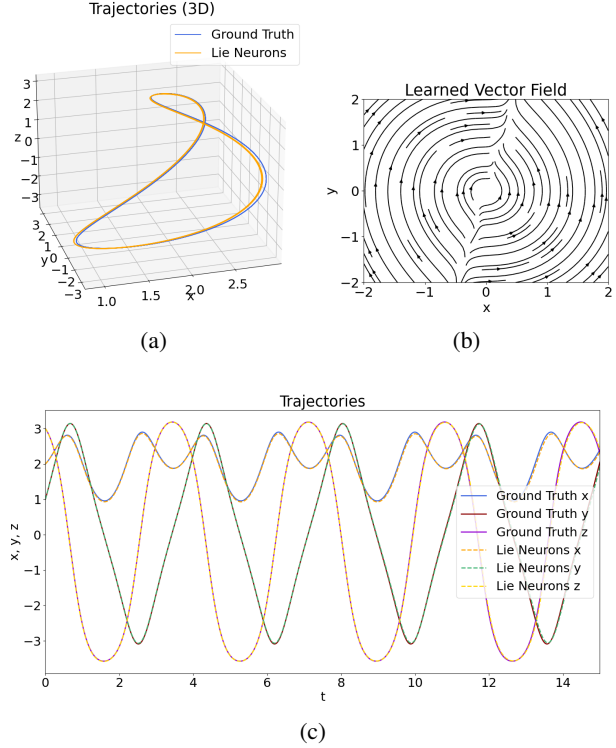 Trajectories (3D)
Ground Truth
Lie Neurons
3
2
1
z 0
−1
−2
−3
3
2
1
y 0
−1
−2
−3
1.0
1.5
2.0
2.5
x
(a)
Learned Vector Field
2
1
y 0
−1
−2
−2 −1 0 1 2
x
(b)
Trajectories
3
2
1
0
−1
−2
−3
x, y, z
Ground Truth x
Ground Truth y
Ground Truth z
Lie Neurons x
Lie Neurons y
Lie Neurons z
0 2 4 6 8 10 12 14
t
(c)